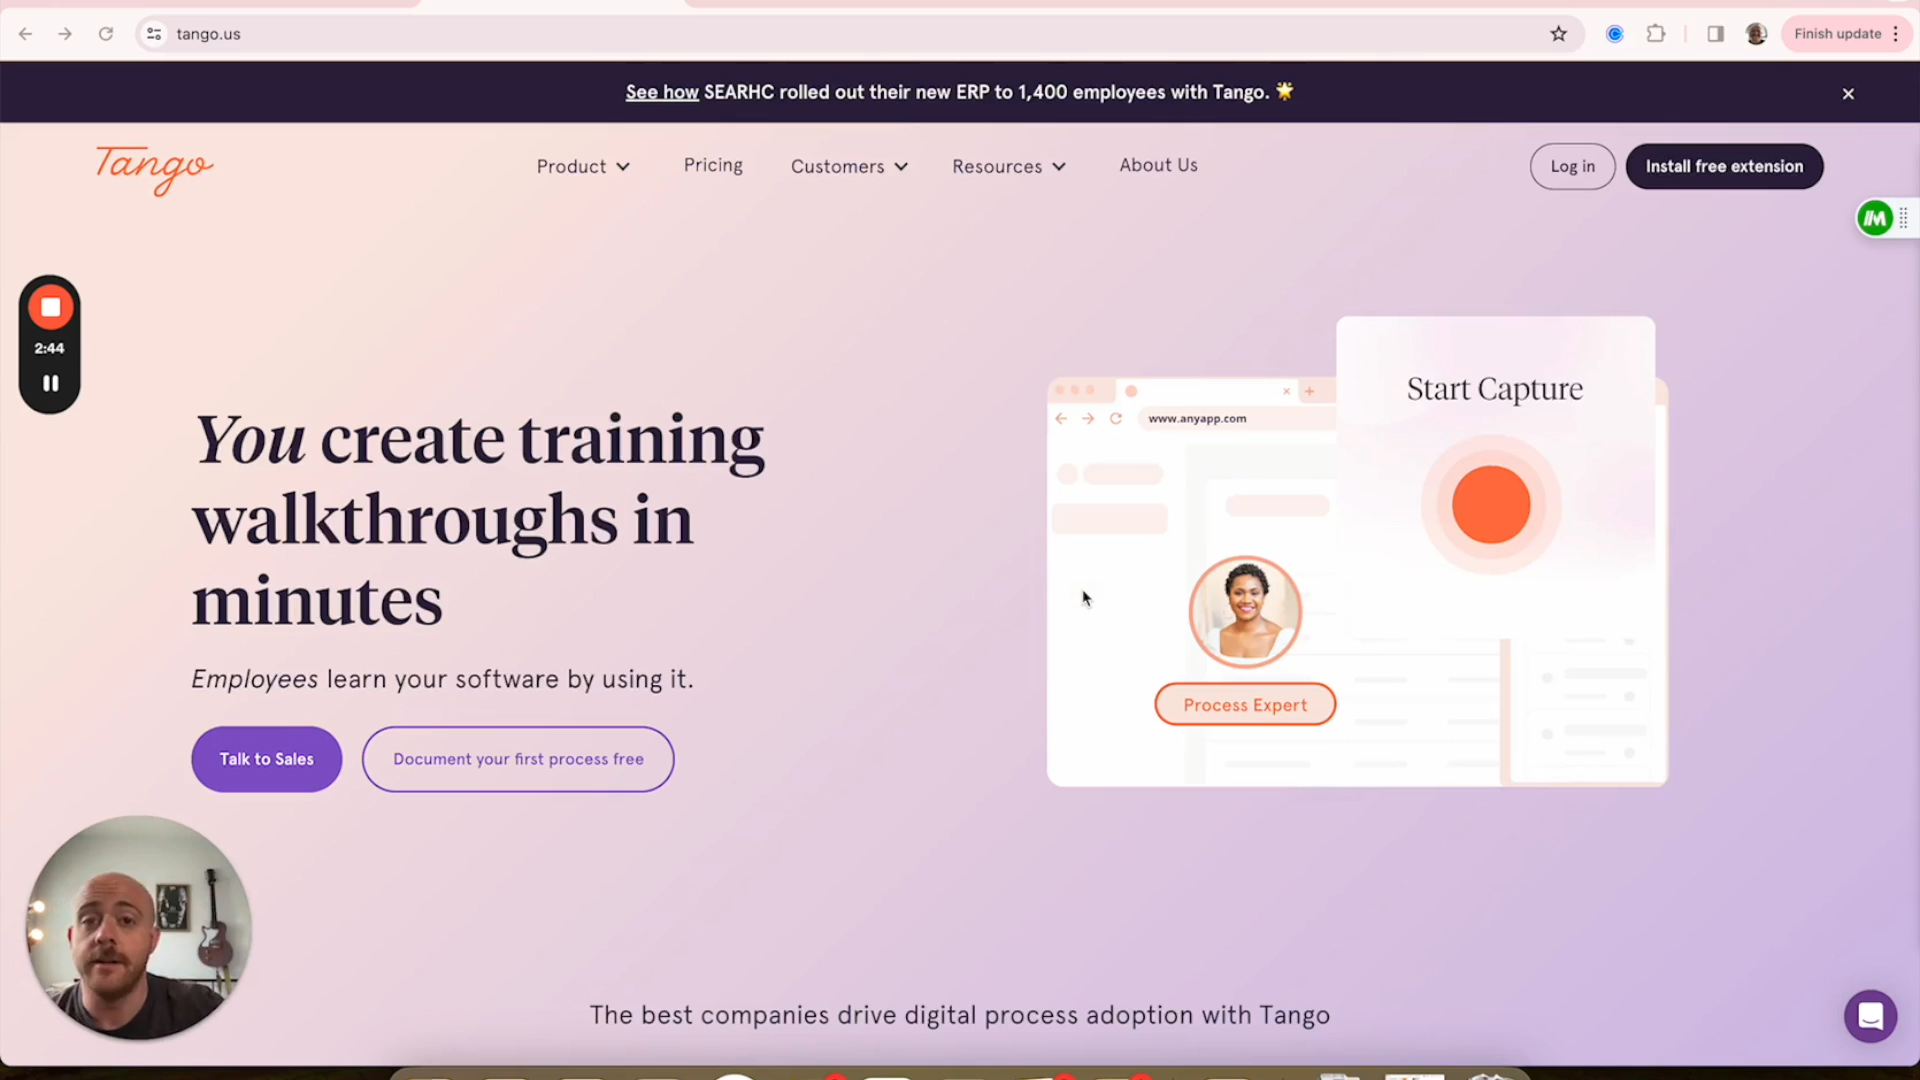 tango.us
Finish update
See how SEARHC rolled out their new ERP to 1,400 employees with Tango. 🌟
Tango
Product
Pricing
Customers
Resources
About Us
Log in
Install free extension
2:44
You create training
walkthroughs in
minutes
Employees learn your software by using it.
Talk to Sales
Document your first process free
Start Capture
www.anyapp.com
Process Expert
The best companies drive digital process adoption with Tango